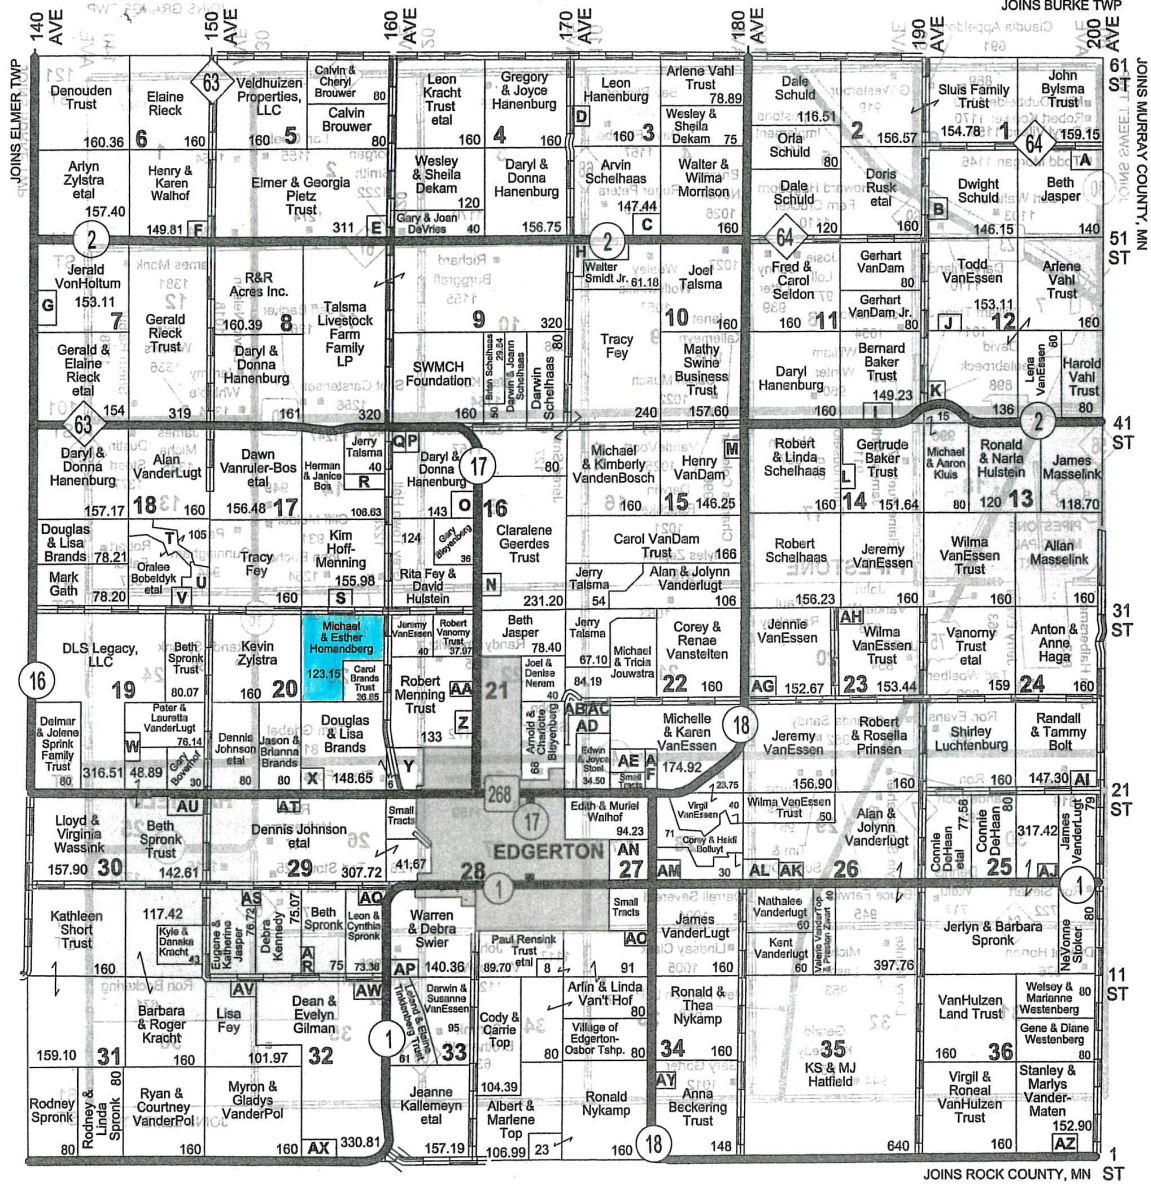 JOINS BURKE TWP
140 AVE
150 AVE
160 AVE
170 AVE
180 AVE
190 AVE
200 AVE
JOINS ELMER TWP
JOINS MURRAY COUNTY, MN
61 ST
Denouden Trust
160.36
Elaine Rieck
6
160
63
Veldhuizen Properties, LLC
160
5
Calvin & Cheryl Brouwer
80
Calvin Brouwer
80
Leon Kracht Trust etal
160
4
Gregory & Joyce Hanenburg
160
Leon Hanenburg
D
160
3
Arlene Vahl Trust
78.89
Wesley & Sheila Dekam
75
Dale Schuld
116.51
Orla Schuld
80
2
156.57
Sluis Family Trust
154.78
1
John Bylsma Trust
159.15
64
A
Arlyn Zylstra etal
157.40
Henry & Karen Walhof
149.81
F
Elmer & Georgia Pietz Trust
311
E
Wesley & Sheila Dekam
120
Gary & Joan DeVries
40
Daryl & Donna Hanenburg
156.75
Arvin Schelhaas
147.44
C
Walter & Wilma Morrison
160
Dale Schuld
120
Doris Rusk etal
160
B
Dwight Schuld
146.15
Beth Jasper
140
2
2
64
51 ST
Jerald VonHoltum
153.11
G
7
Gerald Rieck Trust
319
R&R Acres Inc.
160.39
8
Talsma Livestock Farm Family LP
320
9
320
H
Walter Smidt Jr.
61.18
Joel Talsma
10
160
Fred & Carol Seldon
160
11
Gerhart VanDam
80
Gerhart VanDam Jr.
80
J
Todd VanEssen
153.11
12
Arlene Vahl Trust
160
Gerald & Elaine Rieck etal
154
Daryl & Donna Hanenburg
161
SWMCH Foundation
160
Brian Schelhaas
50
29.84
Darwin & Joann Schelhaas
Darwin Schelhaas
80
Tracy Fey
240
Mathy Swine Business Trust
157.60
Daryl Hanenburg
160
Bernard Baker Trust
149.23
I
K
136
Lena VanEssen
80
Harold Vahl Trust
80
63
2
15
41 ST
Daryl & Donna Hanenburg
157.17
Alan VanderLugt
18
160
Dawn Vanruler-Bos etal
156.48
17
Herman & Janice Bos
106.63
Jerry Talsma
40
R
Q
P
Daryl & Donna Hanenburg
143
O
17
16
80
Michael & Kimberly VandenBosch
160
Henry VanDam
M
15
146.25
Robert & Linda Schelhaas
160
Gertrude Baker Trust
L
14
151.64
Michael & Aaron Kluis
80
Ronald & Narla Hulstein
120
13
James Masselink
118.70
Douglas & Lisa Brands
78.21
T
105
Oralee Bobeldyk etal
U
V
Mark Gath
78.20
Tracy Fey
160
Kim Hoff-Menning
155.98
S
124
Gary Bleyenberg
36
Rita Fey & David Hulstein
N
Claralene Geerdes Trust
231.20
Carol VanDam Trust
166
Jerry Talsma
54
Alan & Jolynn Vanderlugt
106
Robert Schelhaas
156.23
Jeremy VanEssen
160
Wilma VanEssen Trust
160
Allan Masselink
160
31 ST
DLS Legacy, LLC
19
316.51
Beth Spronk Trust
80.07
Kevin Zylstra
160
20
Michael & Esther Homandberg
123.15
Carol Brands Trust
36.85
Jeremy VanEssen
40
Robert Vanomy Trust
37.97
Robert Menning Trust
133
AA
Z
Y
Beth Jasper
78.40
21
Joel & Denise Nerem
Jerry Talsma
67.10
84.19
Michael & Tricia Jouwstra
Corey & Renae Vanstelten
22
160
Jennie VanEssen
AG
152.67
AH
Wilma VanEssen Trust
23
153.44
Vanorny Trust etal
159
24
Anton & Anne Haga
160
16
Delmar & Jolene Sprink Family Trust
80
W
Peter & Lauretta VanderLugt
76.14
48.89
Gary Bovenhof
30
Dennis Johnson etal
80
Jason & Brianna Brands
80
X
Douglas & Lisa Brands
148.65
6
Arnold & Charlotte Bleyenberg
68
AB
AC
AD
Edwin & Joyce Stoel
34.50
AE
AF
Small Tracts
Michelle & Karen VanEssen
174.92
18
Jeremy VanEssen
156.90
Robert & Rosella Prinsen
160
Shirley Luchtenburg
160
Randall & Tammy Bolt
147.30
AI
21 ST
268
Lloyd & Virginia Wassink
157.90
30
AU
Beth Spronk Trust
142.61
AT
Dennis Johnson etal
29
307.72
Small Tracts
41.67
17
EDGERTON
28
Edith & Muriel Walhof
94.23
AN
27
23.75
Virgil VanEssen
40
71
Corey & Heidi Bolluyt
30
AM
Wilma VanEssen Trust
50
AL
AK
26
Alan & Jolynn Vanderlugt
Connie DeHaan etal
77.56
Connie DeHaan
80
25
317.42
AJ
James VanderLugt
79
1
1
Kathleen Short Trust
160
117.42
Kyle & Danaka Kracht
43
AS
Eugene & Katherine Jasper
76.72
Debra Kennedy
75.07
AR
Beth Spronk
75
AQ
Leon & Cynthia Spronk
73.38
AP
Warren & Debra Swier
140.36
Small Tracts
AO
Paul Rensink Trust etal
89.70
8
91
James VanderLugt
160
Nathalee Vanderlugt
60
Kent Vanderlugt
60
Valerie VanderTop & Preston Zwart
40
397.76
Jerlyn & Barbara Spronk
NeVonne Sloker
80
11 ST
159.10
31
Barbara & Roger Kracht
160
AV
Lisa Fey
101.97
Dean & Evelyn Gilman
32
AW
1
Leland & Elaine Tinklenberg Trust
81
Darwin & Susanne VanEssen
95
33
Cody & Carrie Top
104.39
80
Arlin & Linda Van't Hof
80
Village of Edgerton-Osbor Tshp.
80
Ronald & Thea Nykamp
34
160
35
KS & MJ Hatfield
640
VanHulzen Land Trust
160
36
Welsey & Marianne Westenberg
80
Gene & Diane Westenberg
80
Rodney Spronk
80
Rodney & Linda Spronk
80
Ryan & Courtney VanderPol
160
Myron & Gladys VanderPol
160
AX
330.81
Jeanne Kallemeyn etal
157.19
Albert & Marlene Top
106.99
23
Ronald Nykamp
160
AY
Anna Beckering Trust
148
18
Virgil & Roneal VanHulzen Trust
160
Stanley & Marlys Vander-Maten
152.90
AZ
1 ST
JOINS ROCK COUNTY, MN